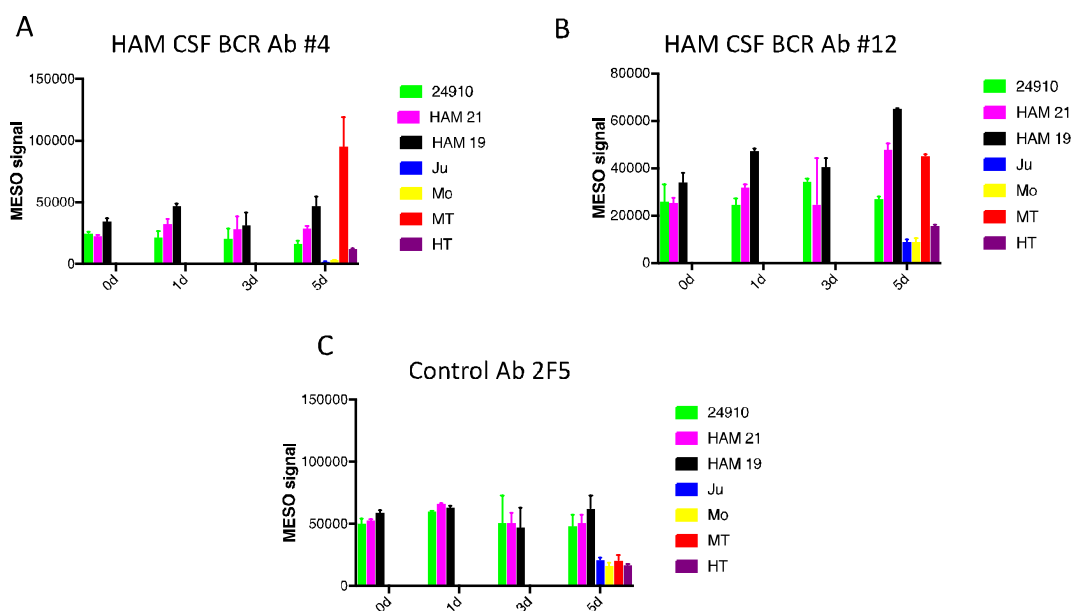 A
HAM CSF BCR Ab #4
MESO signal
150000
100000
50000
0
0d
1d
3d
5d
24910
HAM 21
HAM 19
Ju
Mo
MT
HT
B
HAM CSF BCR Ab #12
MESO signal
80000
60000
40000
20000
0
0d
1d
3d
5d
24910
HAM 21
HAM 19
Ju
Mo
MT
HT
C
Control Ab 2F5
MESO signal
150000
100000
50000
0
0d
1d
3d
5d
24910
HAM 21
HAM 19
Ju
Mo
MT
HT